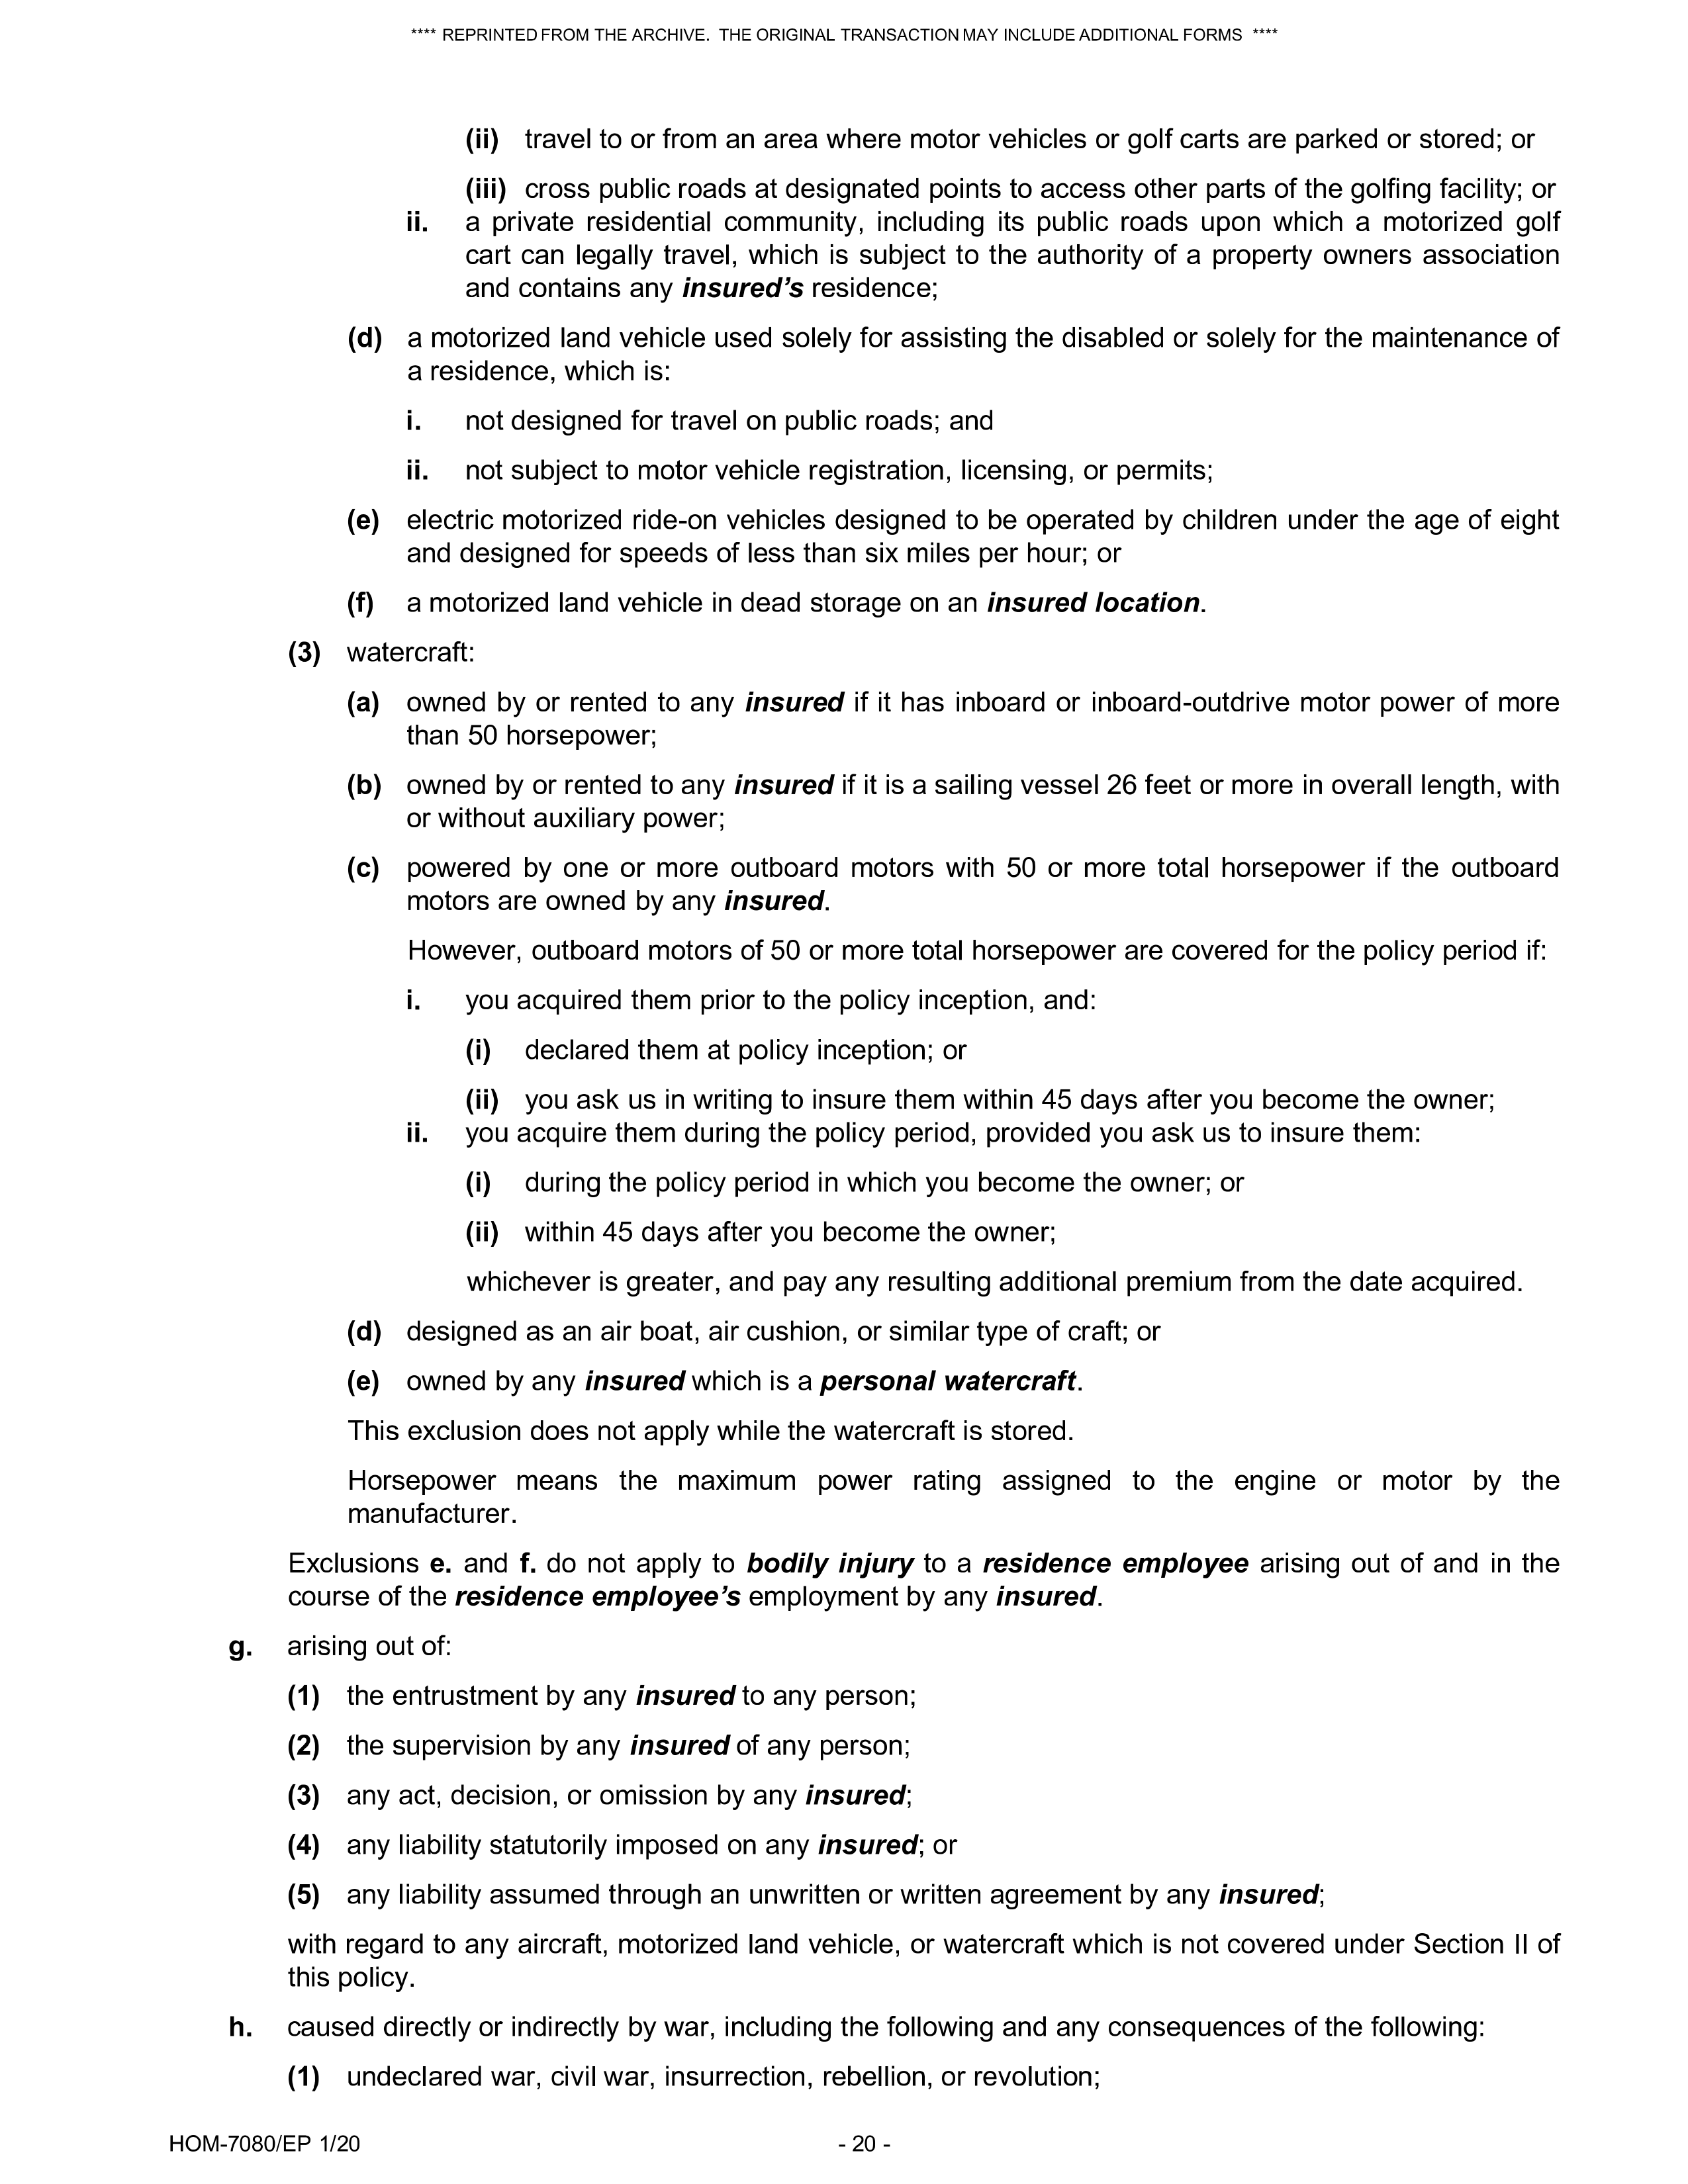 **** REPRINTED FROM THE ARCHIVE. THE ORIGINAL TRANSACTION MAY INCLUDE ADDITIONAL FORMS ****
(ii) travel to or from an area where motor vehicles or golf carts are parked or stored; or
(iii) cross public roads at designated points to access other parts of the golfing facility; or
ii. a private residential community, including its public roads upon which a motorized golf
cart can legally travel, which is subject to the authority of a property owners association
and contains any insured’s residence;
(d) a motorized land vehicle used solely for assisting the disabled or solely for the maintenance of
a residence, which is:
i. not designed for travel on public roads; and
ii. not subject to motor vehicle registration, licensing, or permits;
(e) electric motorized ride-on vehicles designed to be operated by children under the age of eight
and designed for speeds of less than six miles per hour; or
(f) a motorized land vehicle in dead storage on an insured location.
(3) watercraft:
(a) owned by or rented to any insured if it has inboard or inboard-outdrive motor power of more
than 50 horsepower;
(b) owned by or rented to any insured if it is a sailing vessel 26 feet or more in overall length, with
or without auxiliary power;
(c) powered by one or more outboard motors with 50 or more total horsepower if the outboard
motors are owned by any insured.
However, outboard motors of 50 or more total horsepower are covered for the policy period if:
i. you acquired them prior to the policy inception, and:
(i) declared them at policy inception; or
(ii) you ask us in writing to insure them within 45 days after you become the owner;
ii. you acquire them during the policy period, provided you ask us to insure them:
(i) during the policy period in which you become the owner; or
(ii) within 45 days after you become the owner;
whichever is greater, and pay any resulting additional premium from the date acquired.
(d) designed as an air boat, air cushion, or similar type of craft; or
(e) owned by any insured which is a personal watercraft.
This exclusion does not apply while the watercraft is stored.
Horsepower means the maximum power rating assigned to the engine or motor by the
manufacturer.
Exclusions e. and f. do not apply to bodily injury to a residence employee arising out of and in the
course of the residence employee’s employment by any insured.
g. arising out of:
(1) the entrustment by any insured to any person;
(2) the supervision by any insured of any person;
(3) any act, decision, or omission by any insured;
(4) any liability statutorily imposed on any insured; or
(5) any liability assumed through an unwritten or written agreement by any insured;
with regard to any aircraft, motorized land vehicle, or watercraft which is not covered under Section II of
this policy.
h. caused directly or indirectly by war, including the following and any consequences of the following:
(1) undeclared war, civil war, insurrection, rebellion, or revolution;
HOM-7080/EP 1/20 - 20 -